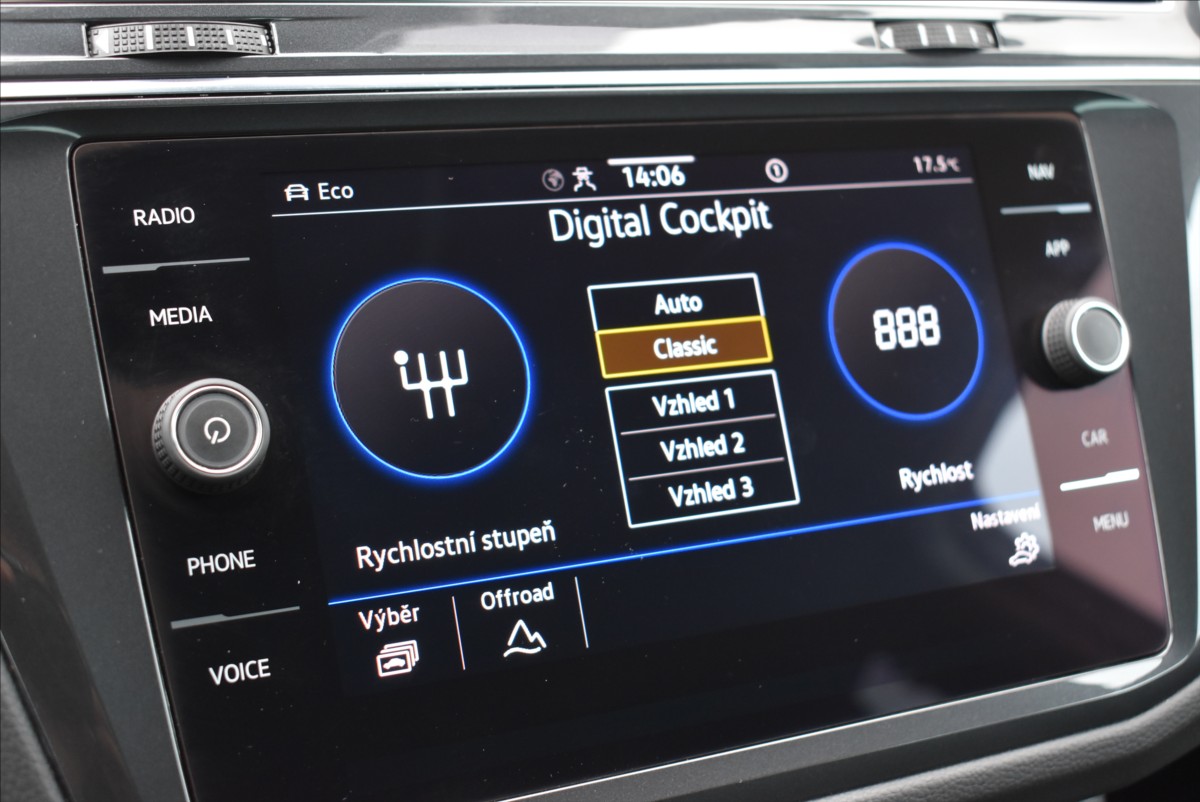 RADIO
MEDIA
PHONE
VOICE
Eco
14:06
1
17.5°C
Digital Cockpit
Auto
Classic
Vzhled 1
Vzhled 2
Vzhled 3
888
Rychlostní stupeň
Rychlost
Výběr
Offroad
Nastavení
NAV
APP
CAR
MENU